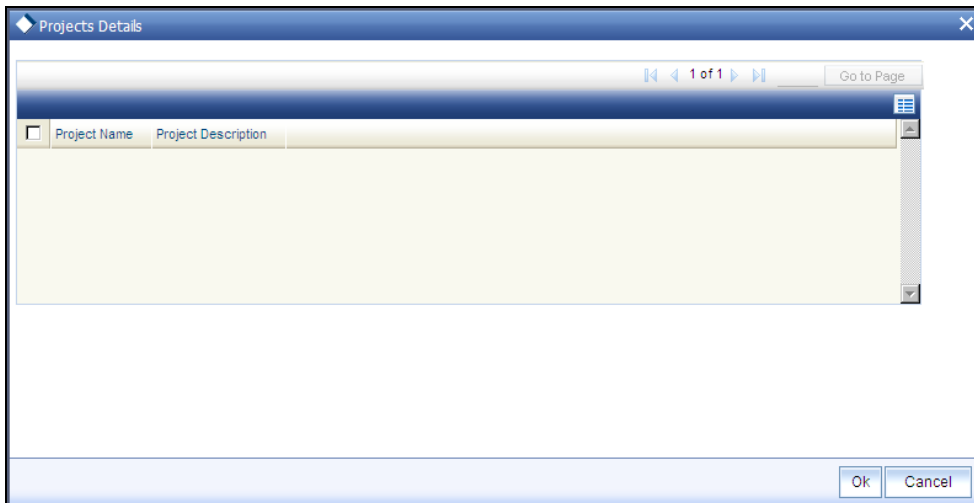 Projects Details
1 of 1 Go to Page
Project Name Project Description
Ok Cancel